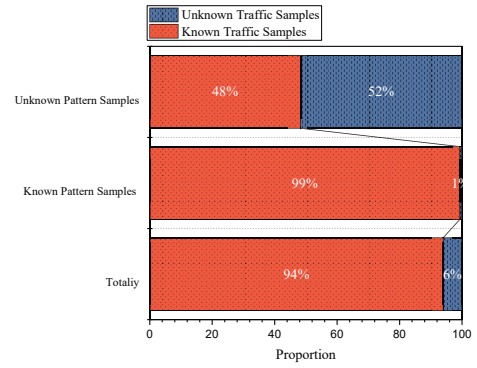 Unknown Traffic Samples
Known Traffic Samples
Unknown Pattern Samples
48%
52%
Known Pattern Samples
99%
1%
Totaliy
94%
6%
0 20 40 60 80 100
Proportion